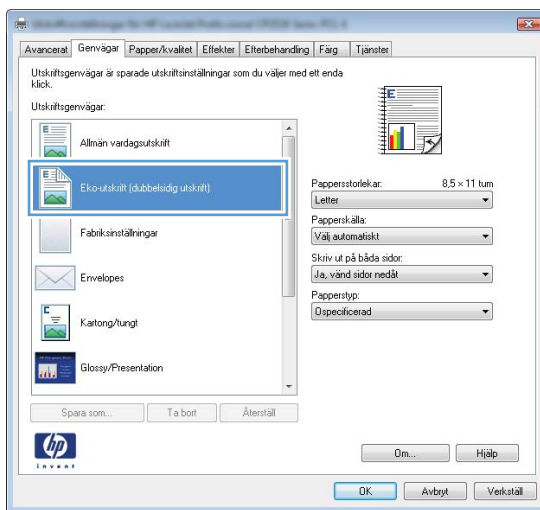 Avancerat Genvägar Papper/kvalitet Effekter Efterbehandling Färg Tjänster
Utskriftsgenvägar är sparade utskriftsinställningar som du väljer med ett enda
klick.
Utskriftsgenvägar:
Allmän vardagsutskrift
Eko-utskrift (dubbelsidig utskrift)
Fabriksinställningar
Envelopes
Kartong/tungt
Glossy/Presentation
Spara som... Ta bort Återställ
E
Pappersstorlekar: 8,5 × 11 tum
Letter
Papperskälla:
Välj automatiskt
Skriv ut på båda sidor:
Ja, vänd sidor nedåt
Papperstyp:
Ospecificerad
hp
invent
Om... Hjälp
OK Avbryt Verkställ